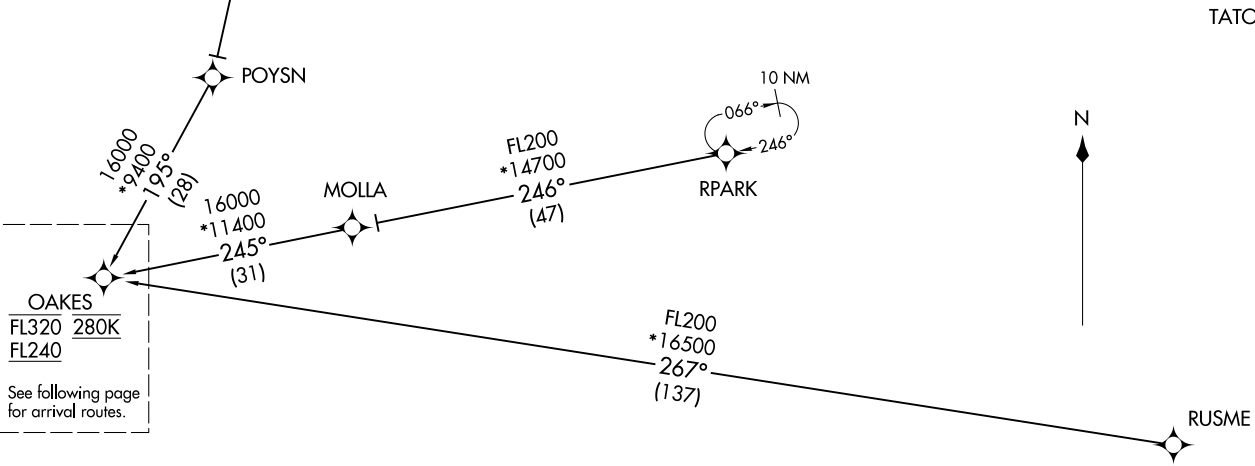 TATO
POYSN
10 NM
066°
246°
RPARK
N
16000
*9400
195°
(28)
FL200
*14700
246°
(47)
MOLLA
16000
*11400
245°
(31)
OAKES
FL320 280K
FL240
See following page
for arrival routes.
FL200
*16500
267°
(137)
RUSME